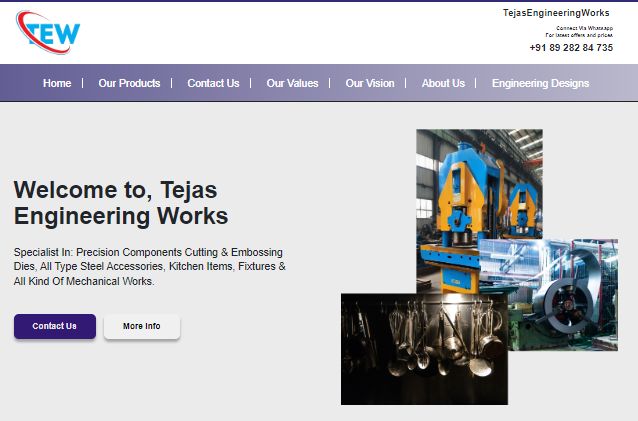 TEW
TejasEngineeringWorks
Connect Via Whatsapp
For latest offers and prices
+91 89 282 84 735
Home
Our Products
Contact Us
Our Values
Our Vision
About Us
Engineering Designs
Welcome to, Tejas
Engineering Works
Specialist In: Precision Components Cutting & Embossing
Dies, All Type Steel Accessories, Kitchen Items, Fixtures &
All Kind Of Mechanical Works.
Contact Us
More Info